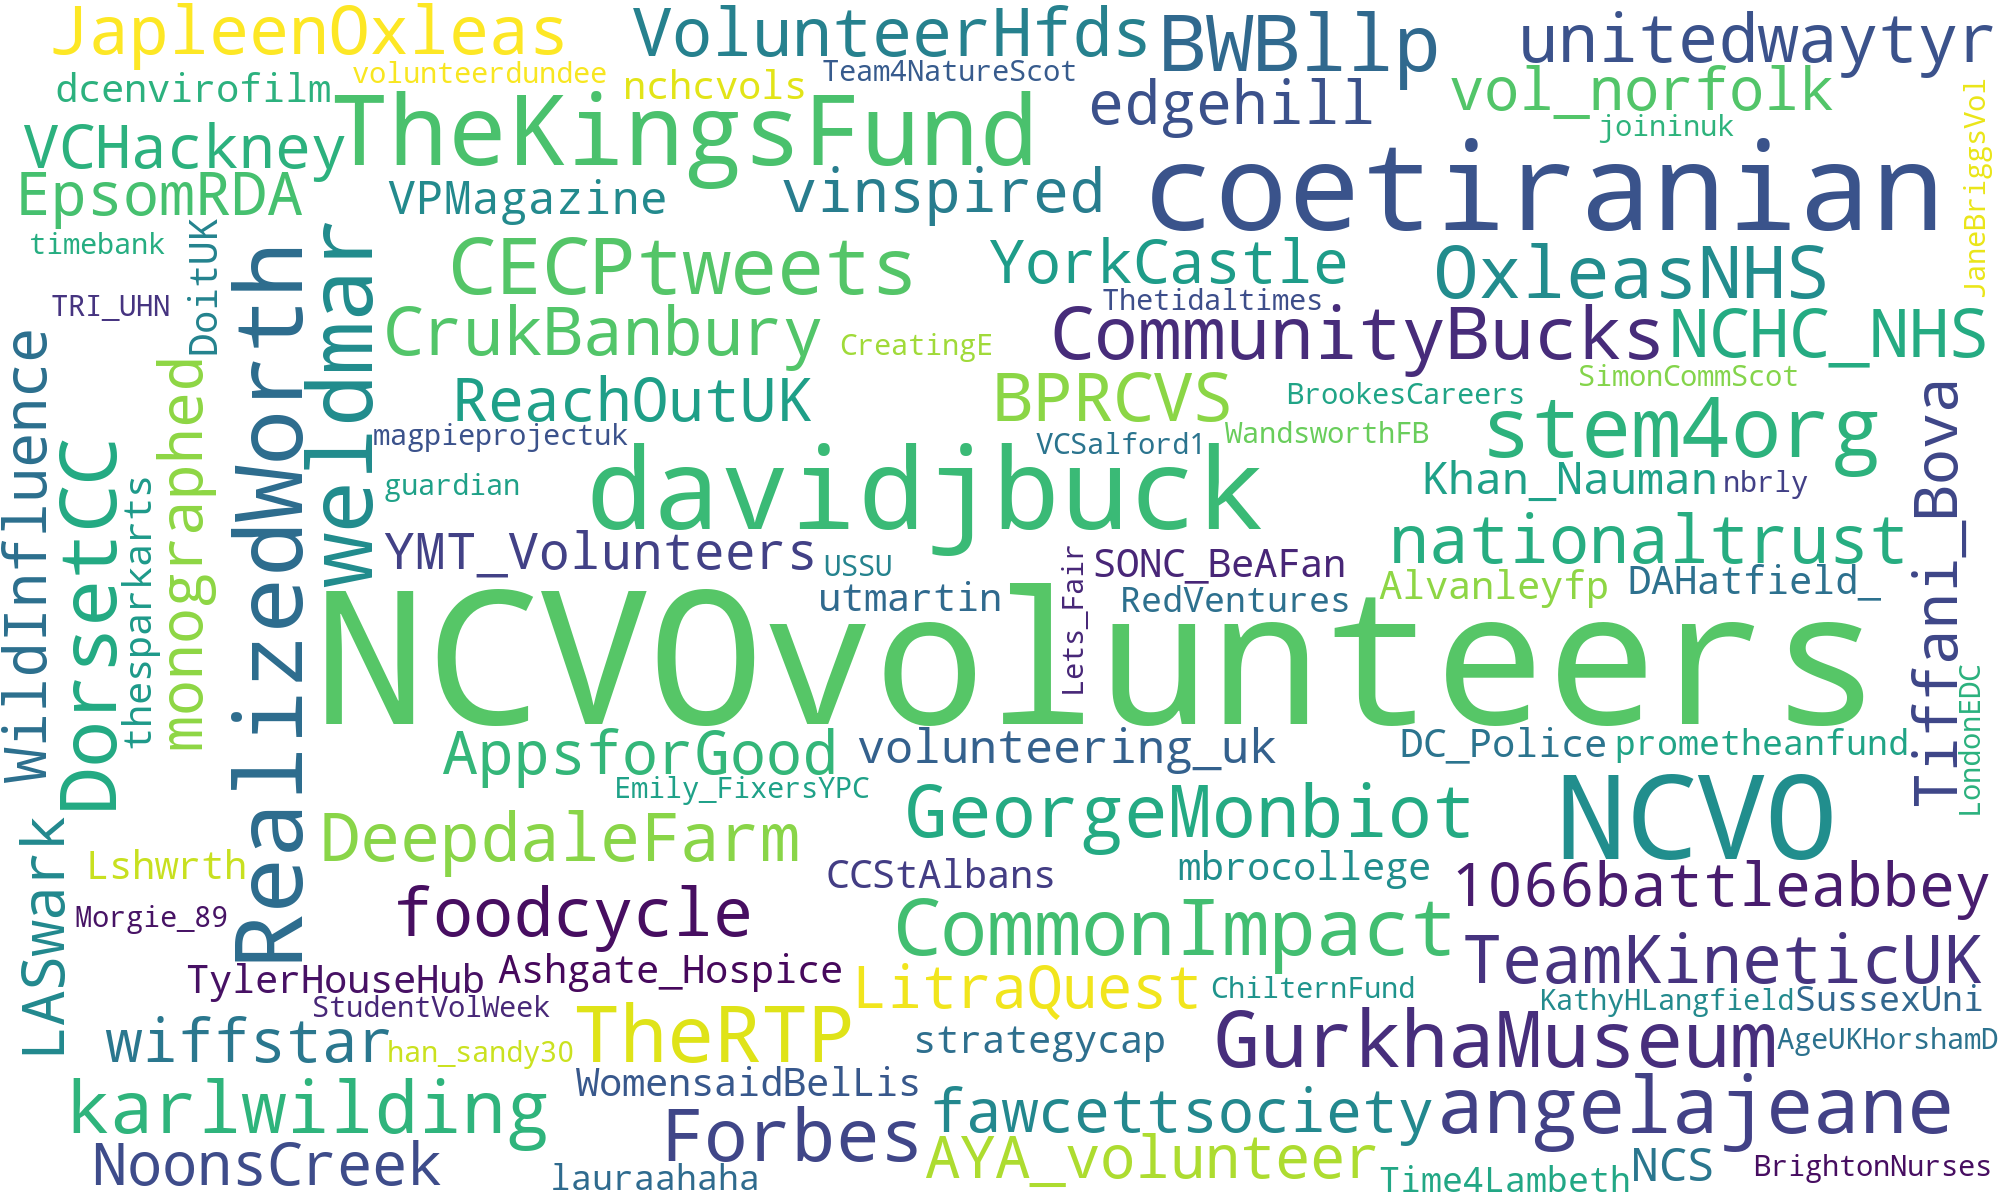 JapleenOxleas
VolunteerHfds
BWBllp
unitedwaytyr
dcenvirofilm
volunteerdundee
nchcvols
Team4NatureScot
edgehill
vol_norfolk
JaneBriggsVol
VCHackney
TheKingsFund
joininuk
EpsomRDA
VPMagazine
vinspired
coetiranian
timebank
DoitUK
RealizedWorth
weldmar
CECPtweets
YorkCastle
OxleasNHS
TRI_UHN
CrukBanbury
CreatingE
Thetidaltimes
CommunityBucks
NCHC_NHS
WildInfluence
DorsetCC
thesparkarts
monographed
ReachOutUK
BPRCVS
BrookesCareers
SimonCommScot
stem4org
Tiffani_Bova
magpieprojectuk
VCSalford1
WandsworthFB
guardian
davidjbuck
Khan_Nauman
nbrly
YMT_Volunteers
USSU
utmartin
Lets_Fair
SONC_BeAFan
RedVentures
nationaltrust
Alvanleyfp
DAHatfield_
NCVOvolunteers
LondonEDC
AppsforGood
volunteering_uk
DC_Police
prometheanfund
Emily_FixersYPC
DeepdaleFarm
GeorgeMonbiot
NCVO
LASwark
Lshwrth
CCStAlbans
mbrocollege
1066battleabbey
Morgie_89
foodcycle
CommonImpact
TeamKineticUK
TylerHouseHub
Ashgate_Hospice
LitraQuest
ChilternFund
KathyHLangfield
SussexUni
StudentVolWeek
wiffstar
han_sandy30
TheRTP
strategycap
GurkhaMuseum
AgeUKHorshamD
karlwilding
WomensaidBelLis
Forbes
fawcettsociety
angelajeane
NoonsCreek
lauraahaha
AYA_volunteer
Time4Lambeth
NCS
BrightonNurses